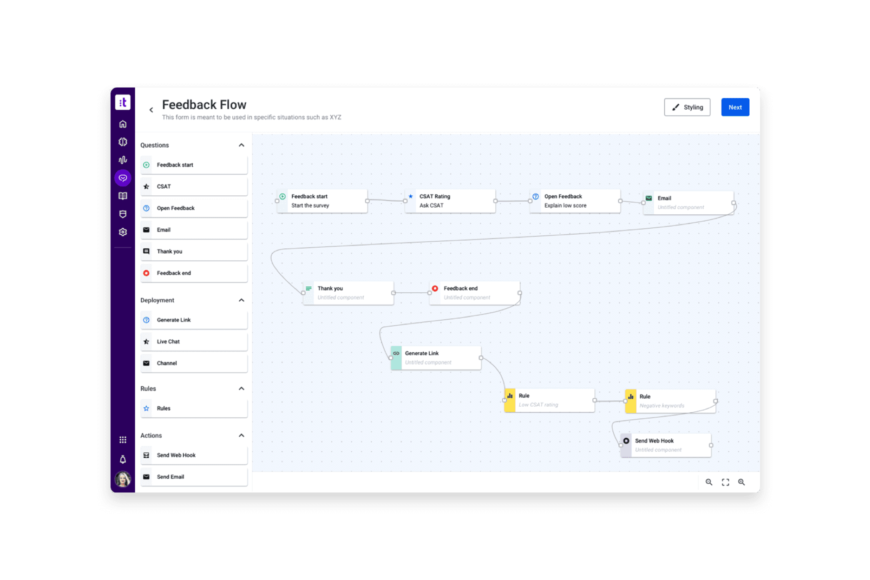 :t
Feedback Flow
This form is meant to be used in specific situations such as XYZ
Styling
Next
Questions
Feedback start
CSAT
Open Feedback
Email
Thank you
Feedback end
Deployment
Generate Link
Live Chat
Channel
Rules
Rules
Actions
Send Web Hook
Send Email
Feedback start
Start the survey
CSAT Rating
Ask CSAT
Open Feedback
Explain low score
Email
Untitled component
Thank you
Untitled component
Feedback end
Untitled component
Generate Link
Untitled component
Rule
Low CSAT rating
Rule
Negative keywords
Send Web Hook
Untitled component